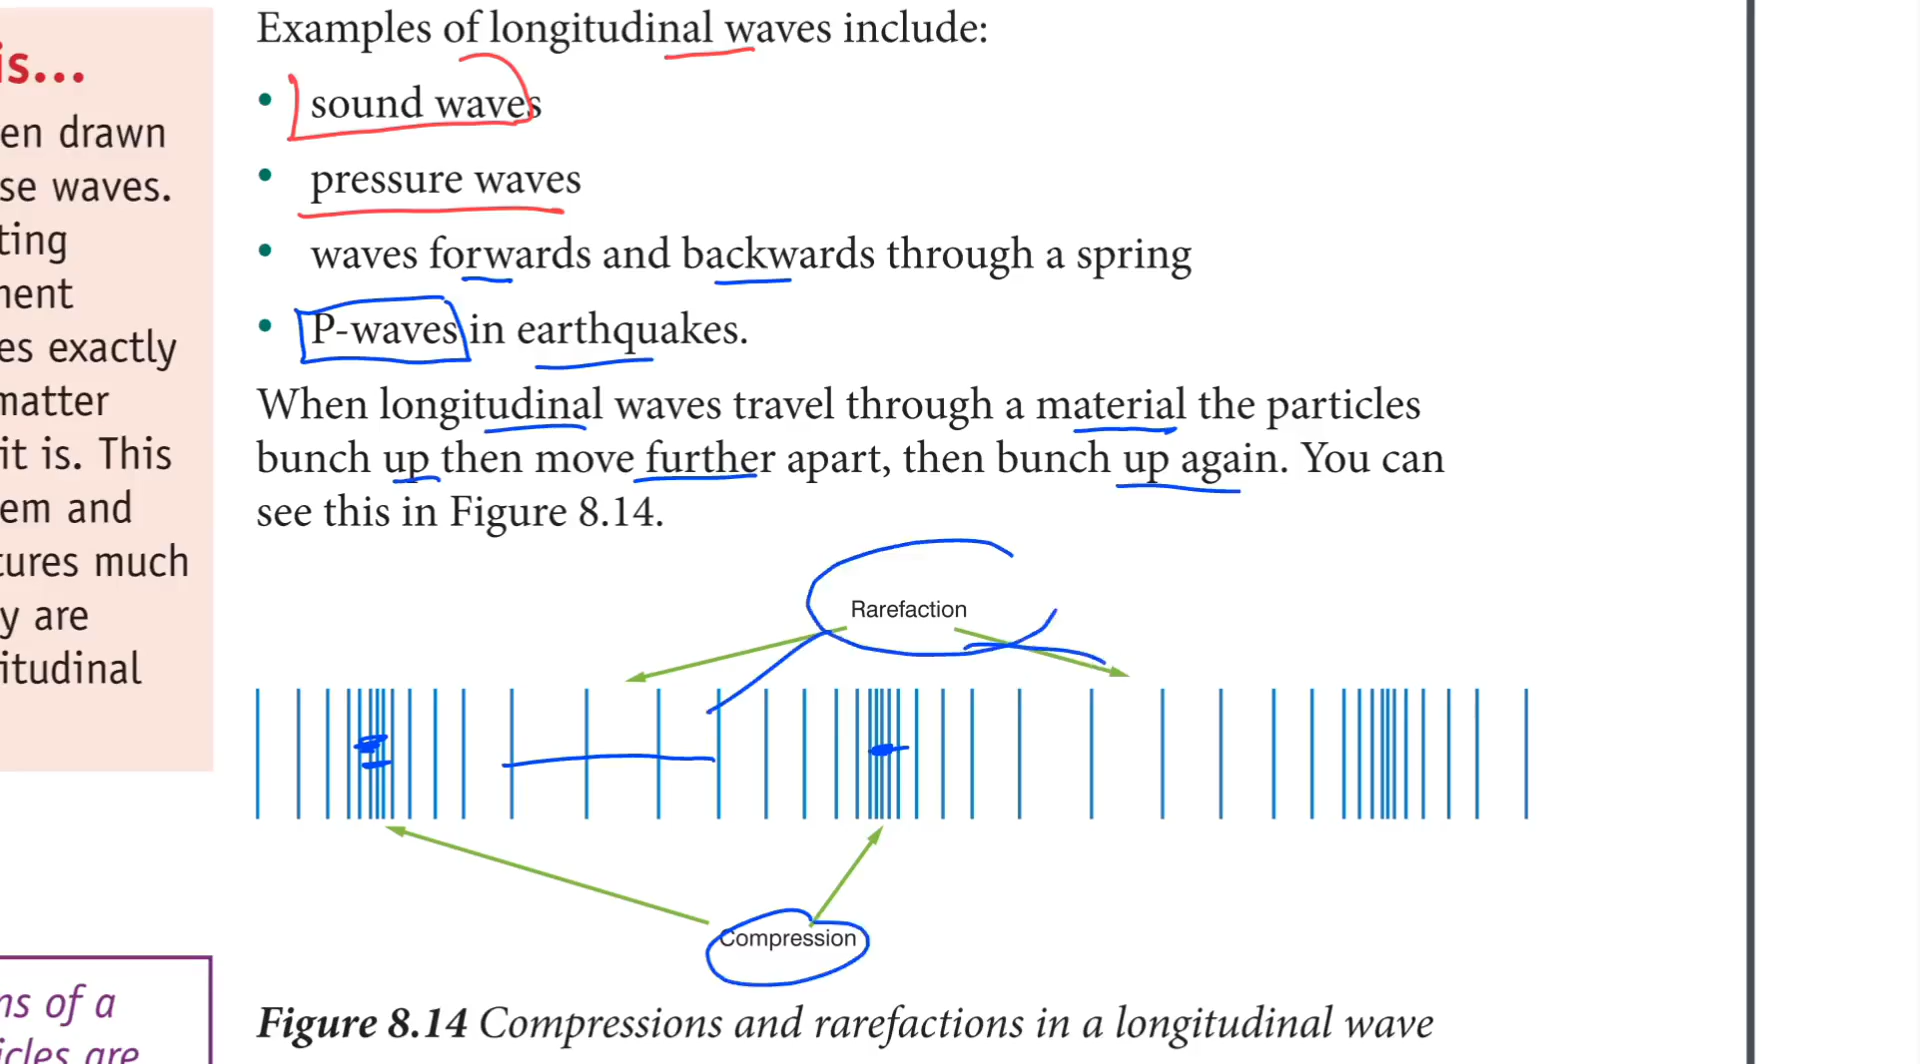 is...
en drawn
se waves.
ting
nent
es exactly
matter
it is. This
em and
tures much
y are
itudinal
ns of a
icles are
Examples of longitudinal waves include:
• sound waves
• pressure waves
• waves forwards and backwards through a spring
• P-waves in earthquakes.
When longitudinal waves travel through a material the particles
bunch up then move further apart, then bunch up again. You can
see this in Figure 8.14.
Rarefaction
Compression
Figure 8.14 Compressions and rarefactions in a longitudinal wave